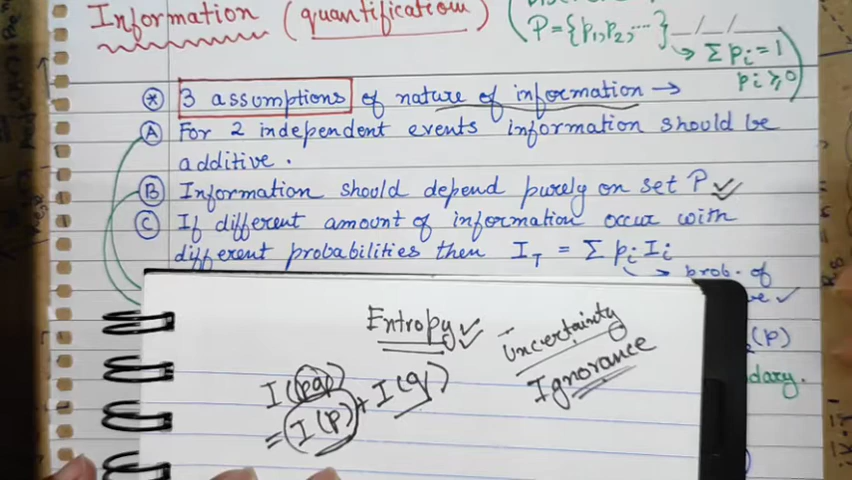 Information (quantification)
P = {p1, p2, ...}
→ Σ pi = 1
pi ≥ 0
* 3 assumptions of nature of information →
A For 2 independent events information should be
additive.
B Information should depend purely on set P
C If different amount of information occur with
different probabilities then IT = Σ pi Ii
→ prob. of
Entropy
Uncertainty
Ignorance
I(pq)
= I(p) + I(q)
(p)
dary.